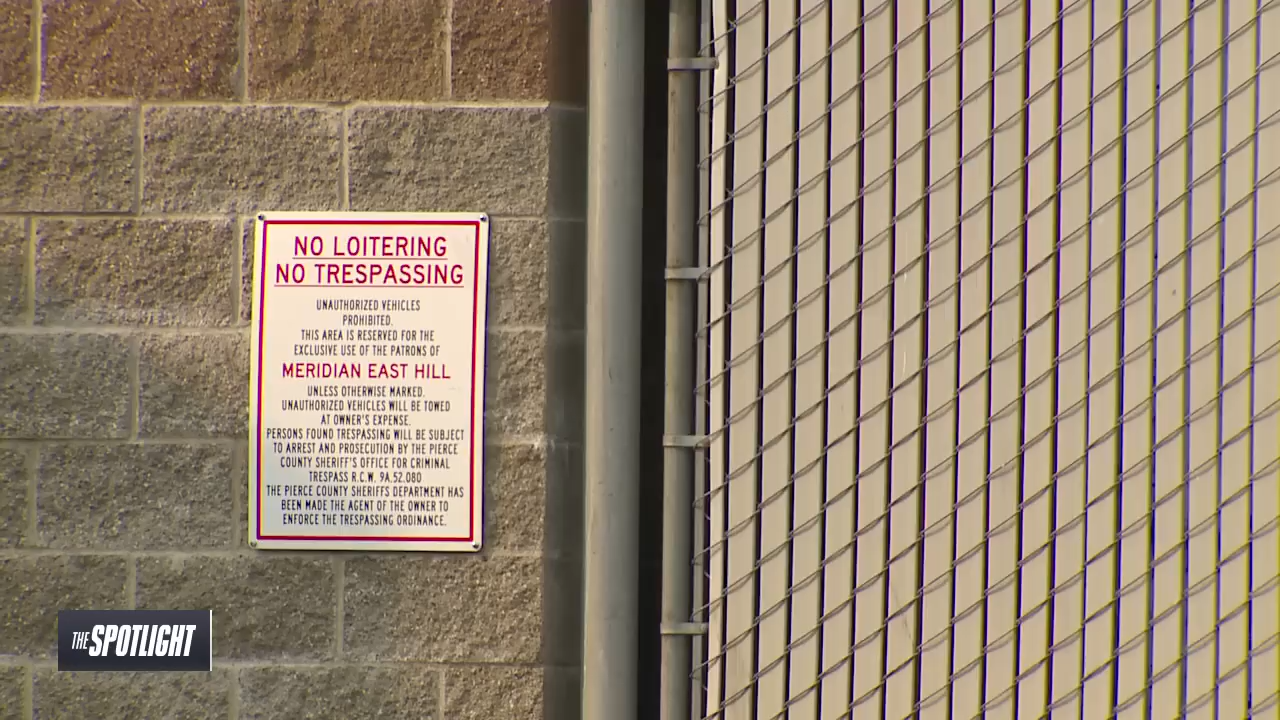 NO LOITERING
NO TRESPASSING
UNAUTHORIZED VEHICLES
PROHIBITED.
THIS AREA IS RESERVED FOR THE
EXCLUSIVE USE OF THE PATRONS OF
MERIDIAN EAST HILL
UNLESS OTHERWISE MARKED.
UNAUTHORIZED VEHICLES WILL BE TOWED
AT OWNER'S EXPENSE.
PERSONS FOUND TRESPASSING WILL BE SUBJECT
TO ARREST AND PROSECUTION BY THE PIERCE
COUNTY SHERIFF'S OFFICE FOR CRIMINAL
TRESPASS R.C.W. 9A.52.080
THE PIERCE COUNTY SHERIFFS DEPARTMENT HAS
BEEN MADE THE AGENT OF THE OWNER TO
ENFORCE THE TRESPASSING ORDINANCE.
THE SPOTLIGHT